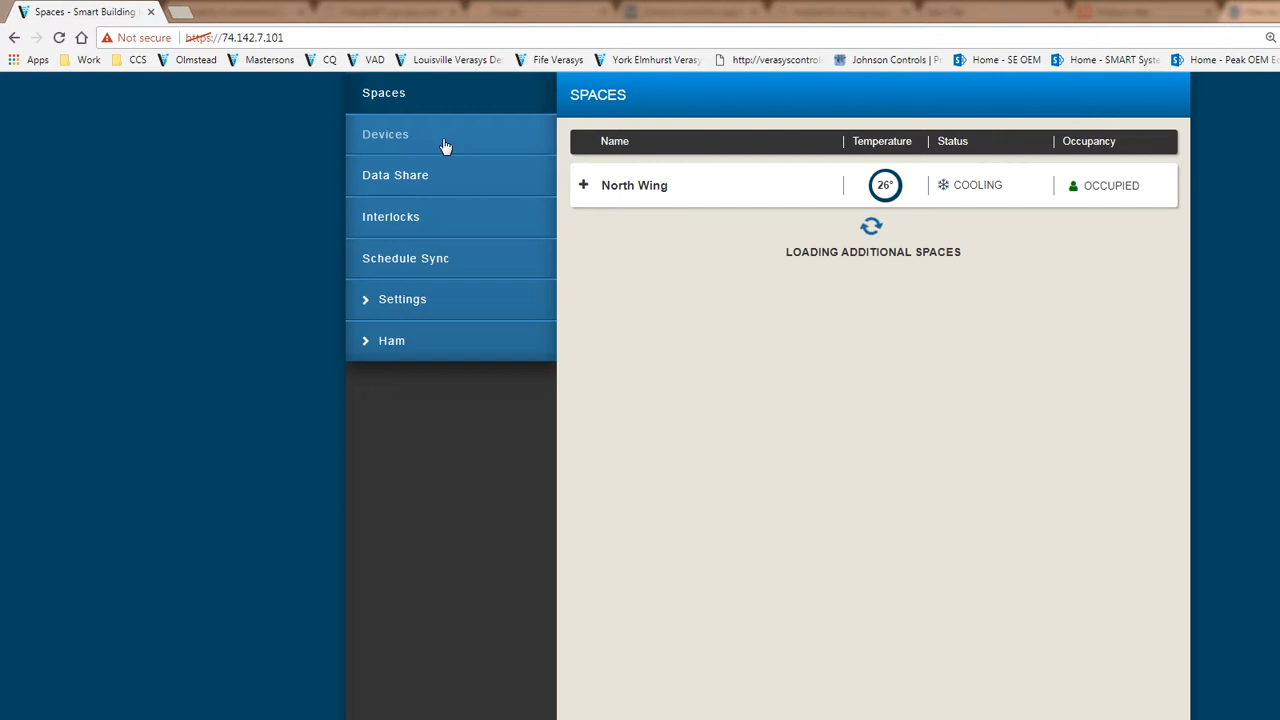 Spaces - Smart Building
Not secure https://74.142.7.101
Apps Work CCS Olmstead Mastersons CQ VAD Louisville Verasys De Fife Verasys York Elmhurst Verasy http://verasyscontrol Johnson Controls | P Home - SE OEM Home - SMART Syste Home - Peak OEM E
Spaces
Devices
Data Share
Interlocks
Schedule Sync
Settings
Ham
SPACES
Name Temperature Status Occupancy
North Wing 26° COOLING OCCUPIED
LOADING ADDITIONAL SPACES